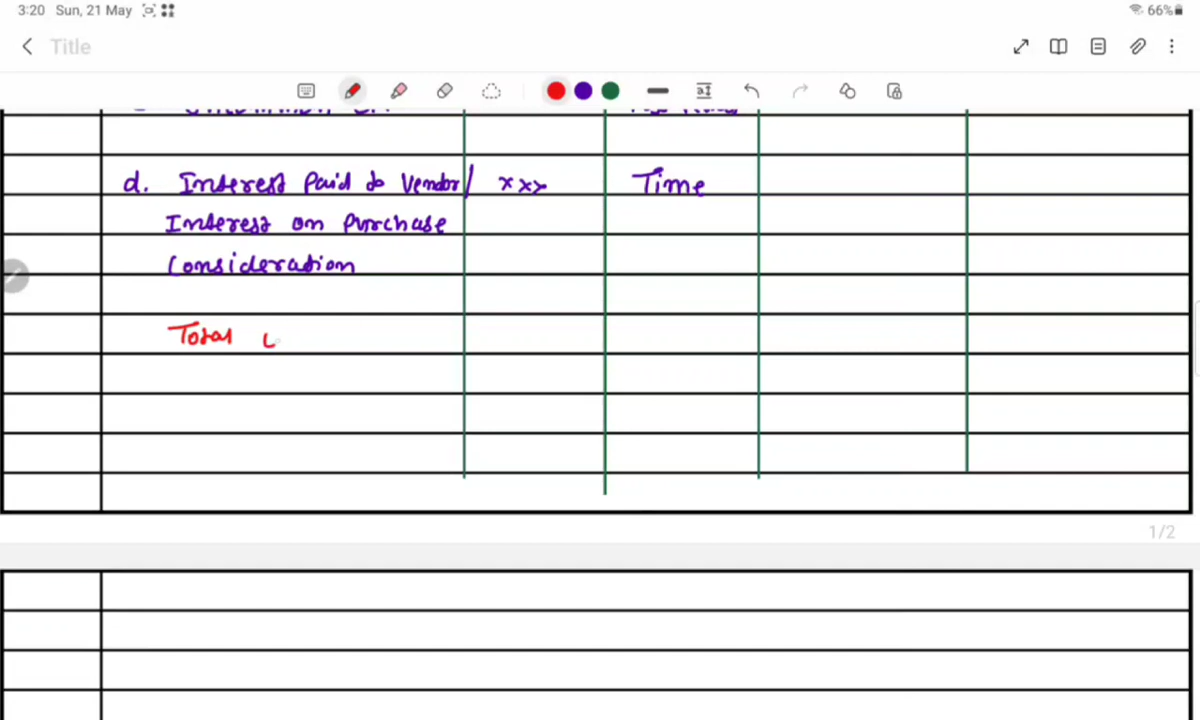 3:20 Sun, 21 May
66%
Title
d. Interest Paid to Vendor/ xxx Time
Interest on Purchase
Consideration
Total
1/2